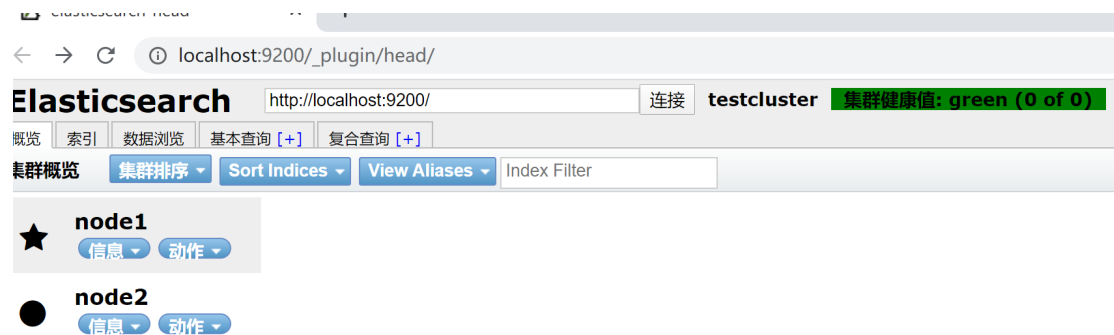 localhost:9200/_plugin/head/
Elasticsearch http://localhost:9200/ 连接 testcluster 集群健康值: green (0 of 0)
概览 索引 数据浏览 基本查询 [+] 复合查询 [+]
集群概览 集群排序 Sort Indices View Aliases Index Filter
node1
信息 动作
node2
信息 动作